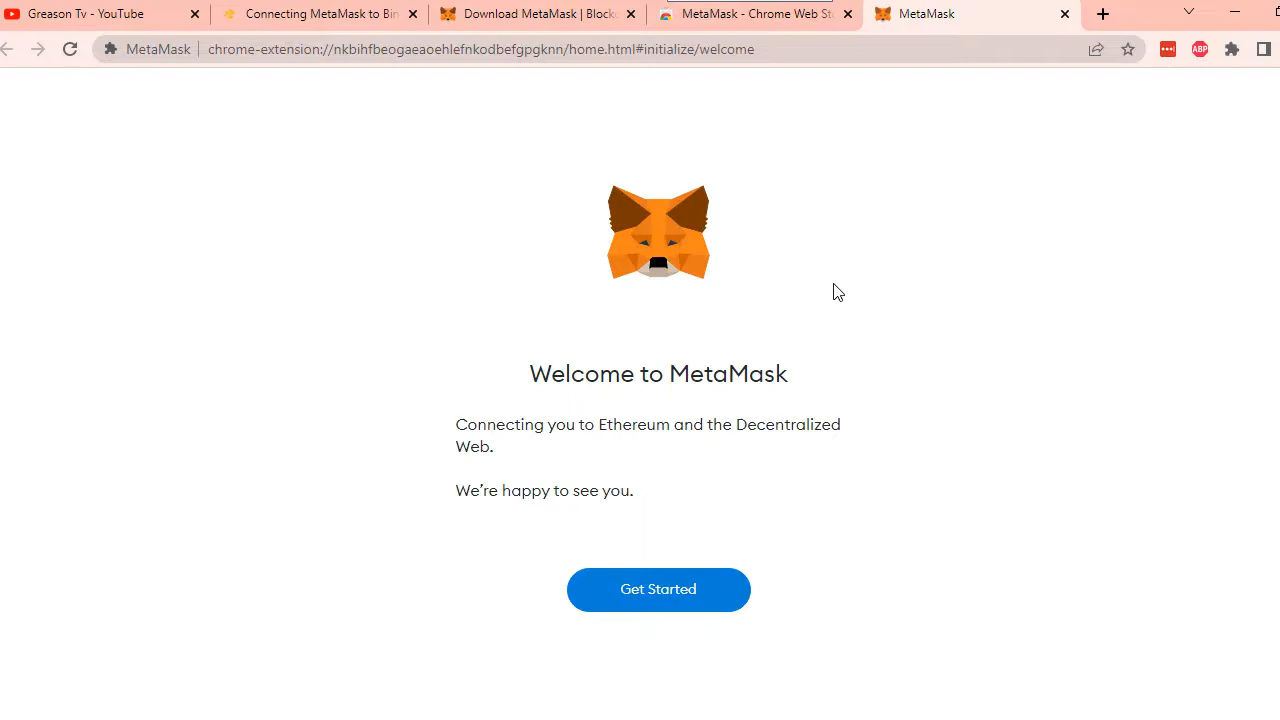 Greason Tv - YouTube
Connecting MetaMask to Bin
Download MetaMask | Blockc
MetaMask - Chrome Web St
MetaMask
MetaMask
chrome-extension://nkbihfbeogaeaoehlefnkodbefgpgknn/home.html#initialize/welcome
ABP
Welcome to MetaMask
Connecting you to Ethereum and the Decentralized
Web.
We’re happy to see you.
Get Started